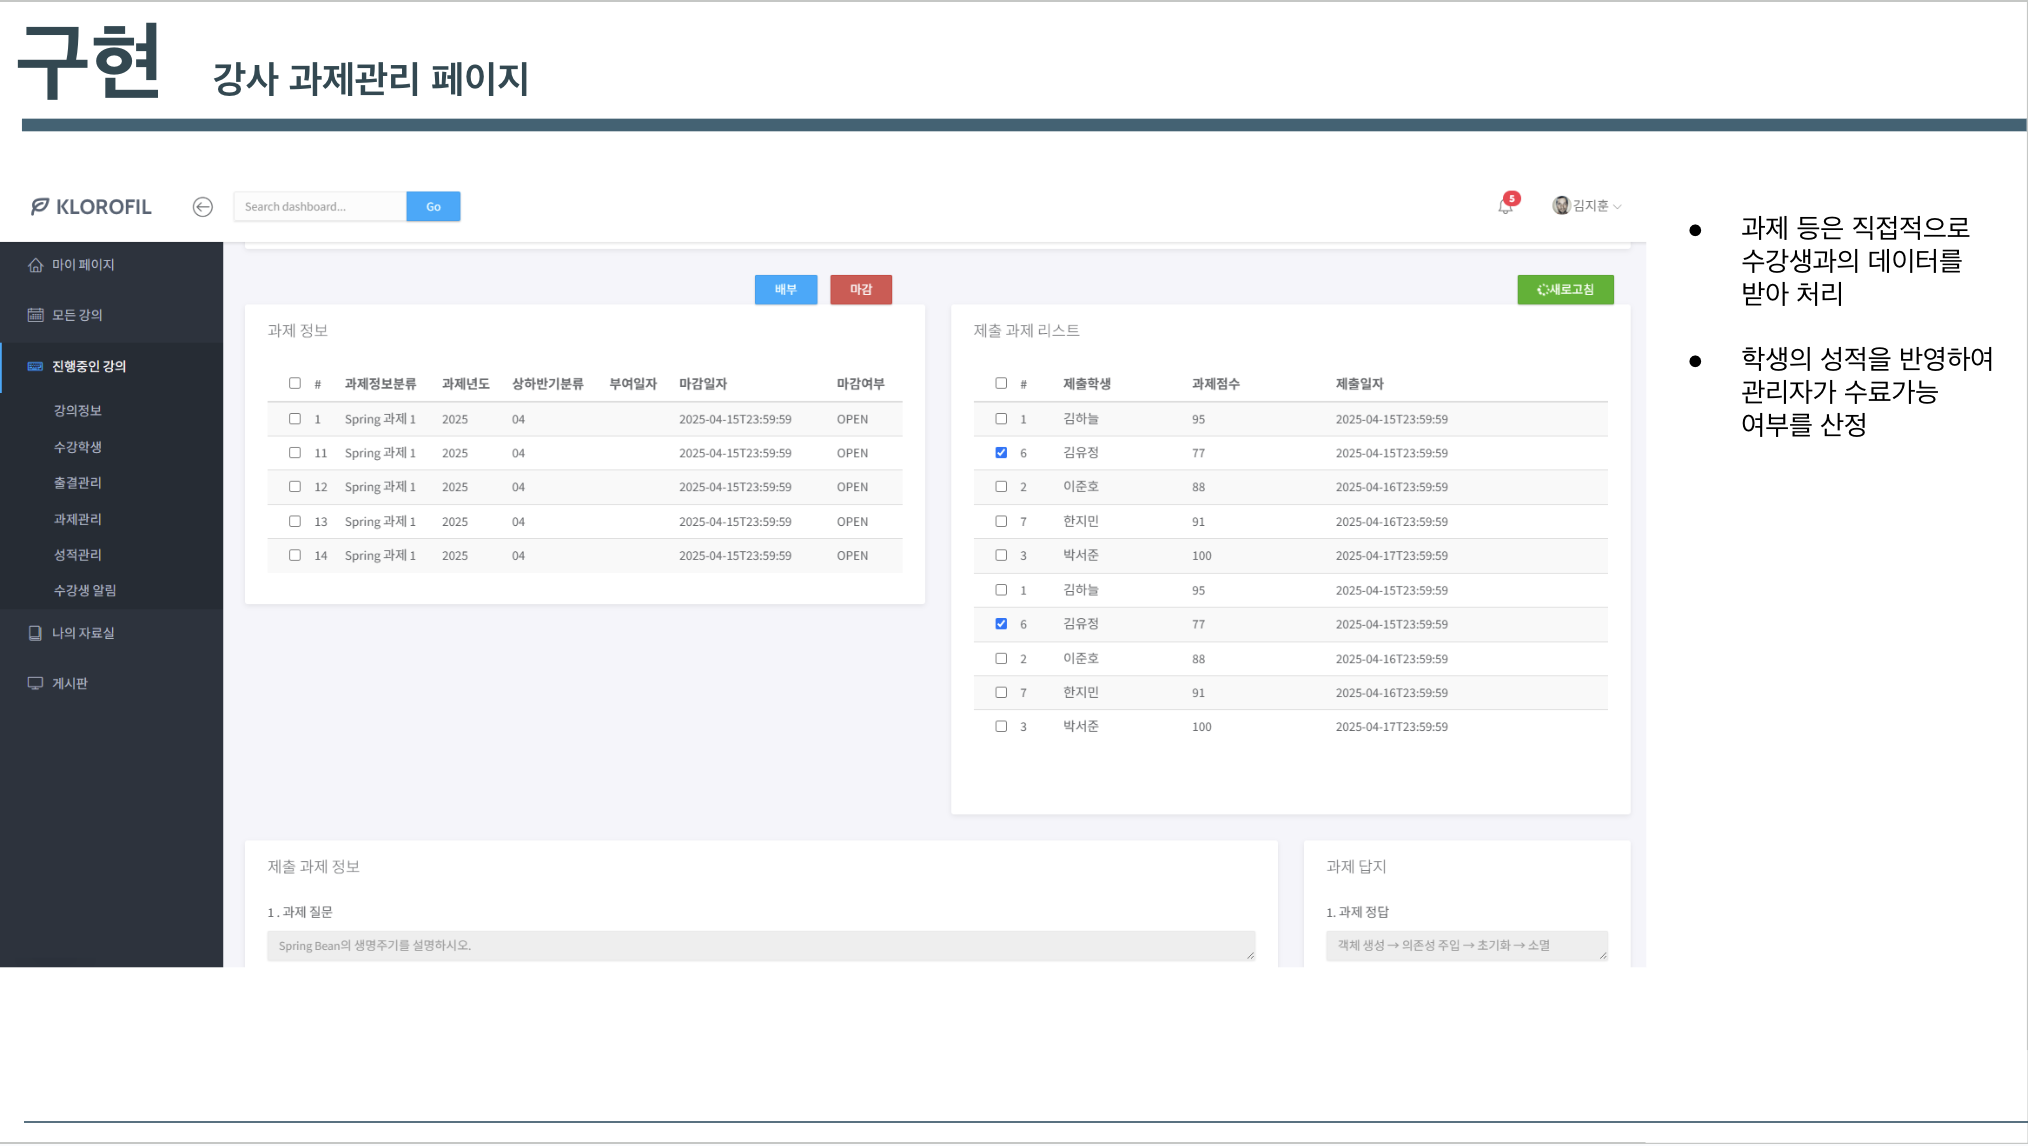 구현 강사 과제관리 페이지
KLOROFIL Search dashboard... Go 5 김지훈
마이 페이지
모든 강의
진행중인 강의
강의정보
수강학생
출결관리
과제관리
성적관리
수강생 알림
나의 자료실
게시판
배부 마감
과제 정보
# 과제정보분류 과제년도 상하반기분류 부여일자 마감일자 마감여부
1 Spring 과제 1 2025 04 2025-04-15T23:59:59 OPEN
11 Spring 과제 1 2025 04 2025-04-15T23:59:59 OPEN
12 Spring 과제 1 2025 04 2025-04-15T23:59:59 OPEN
13 Spring 과제 1 2025 04 2025-04-15T23:59:59 OPEN
14 Spring 과제 1 2025 04 2025-04-15T23:59:59 OPEN
새로고침
제출 과제 리스트
# 제출학생 과제점수 제출일자
1 김하늘 95 2025-04-15T23:59:59
6 김유정 77 2025-04-15T23:59:59
2 이준호 88 2025-04-16T23:59:59
7 한지민 91 2025-04-16T23:59:59
3 박서준 100 2025-04-17T23:59:59
1 김하늘 95 2025-04-15T23:59:59
6 김유정 77 2025-04-15T23:59:59
2 이준호 88 2025-04-16T23:59:59
7 한지민 91 2025-04-16T23:59:59
3 박서준 100 2025-04-17T23:59:59
제출 과제 정보
1 . 과제 질문
Spring Bean의 생명주기를 설명하시오.
과제 답지
1. 과제 정답
객체 생성 → 의존성 주입 → 초기화 → 소멸
● 과제 등은 직접적으로
수강생과의 데이터를
받아 처리
● 학생의 성적을 반영하여
관리자가 수료가능
여부를 산정